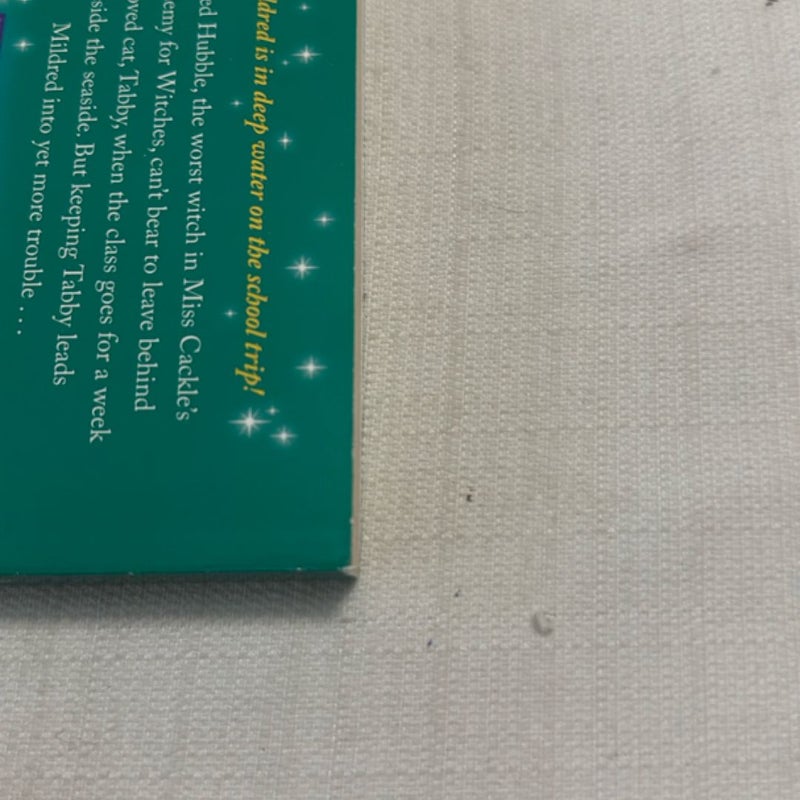 ldred is in deep water on the school trip!
ed Hubble, the worst witch in Miss Cackle's
emy for Witches, can't bear to leave behind
oved cat, Tabby, when the class goes for a week
side the seaside. But keeping Tabby leads
Mildred into yet more trouble . . .